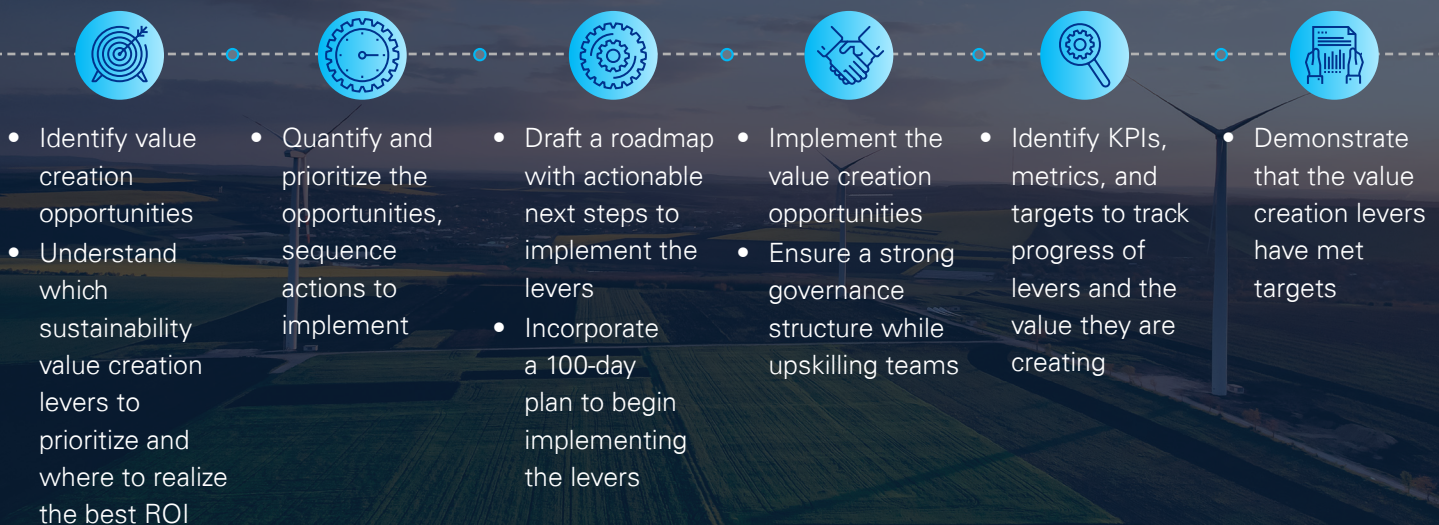 • Identify value
creation
opportunities
• Understand
which
sustainability
value creation
levers to
prioritize and
where to realize
the best ROI
• Quantify and
prioritize the
opportunities,
sequence
actions to
implement
• Draft a roadmap
with actionable
next steps to
implement the
levers
• Incorporate
a 100-day
plan to begin
implementing
the levers
• Implement the
value creation
opportunities
• Ensure a strong
governance
structure while
upskilling teams
• Identify KPIs,
metrics, and
targets to track
progress of
levers and the
value they are
creating
• Demonstrate
that the value
creation levers
have met
targets